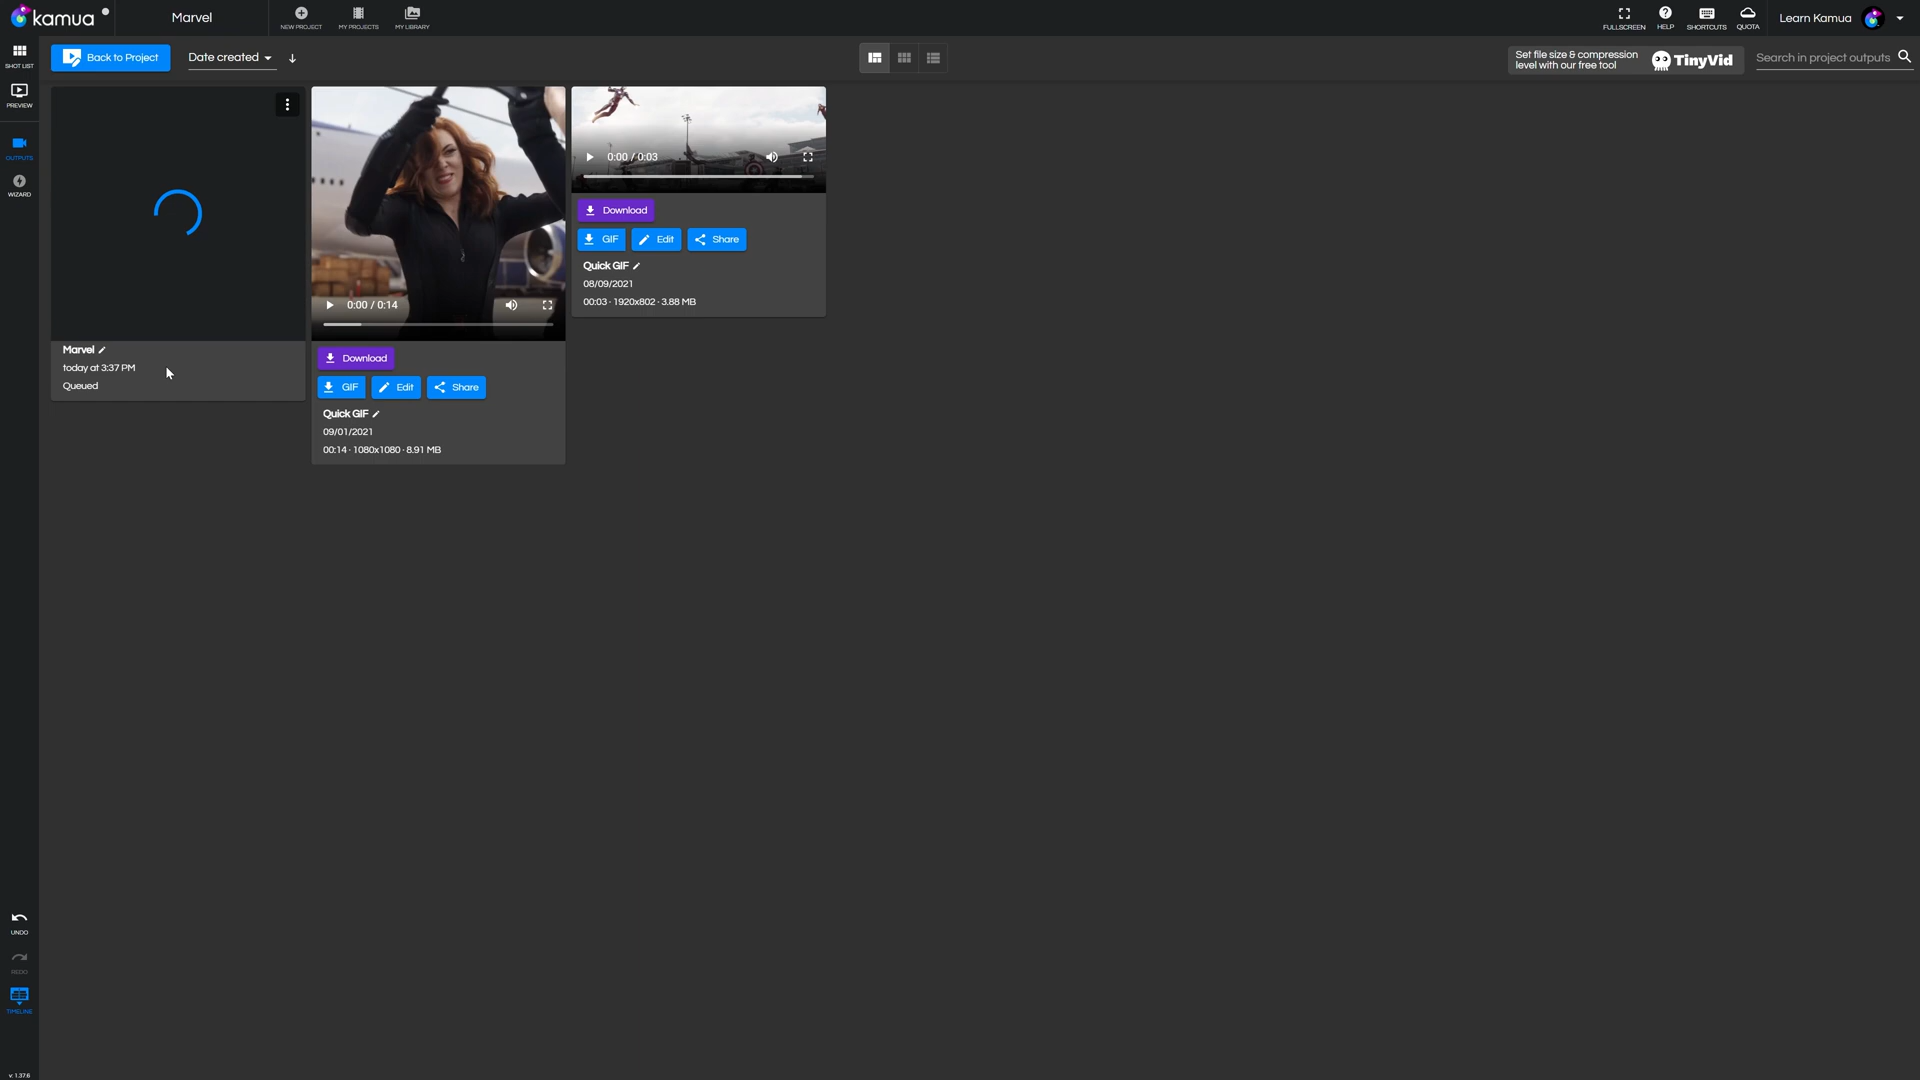 kamua
Marvel
NEW PROJECT
MY PROJECTS
MY LIBRARY
FULLSCREEN
HELP
SHORTCUTS
QUOTA
Learn Kamua
SHOT LIST
PREVIEW
OUTPUTS
WIZARD
Back to Project
Date created
Set file size & compression
level with our free tool
TinyVid
Search in project outputs
Marvel
today at 3:37 PM
Queued
0:00 / 0:14
Download
GIF
Edit
Share
Quick GIF
09/01/2021
00:14 · 1080x1080 · 8.91 MB
0:00 / 0:03
Download
GIF
Edit
Share
Quick GIF
08/09/2021
00:03 · 1920x802 · 3.88 MB
UNDO
REDO
TIMELINE
v: 1.37.6